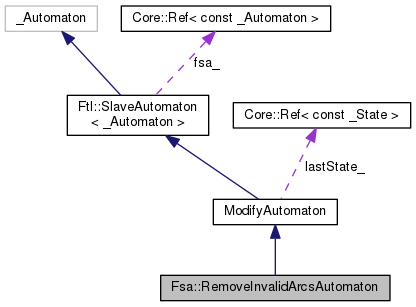 _Automaton
Core::Ref< const _Automaton >
fsa_
Ftl::SlaveAutomaton
< _Automaton >
Core::Ref< const _State >
lastState_
ModifyAutomaton
Fsa::RemoveInvalidArcsAutomaton